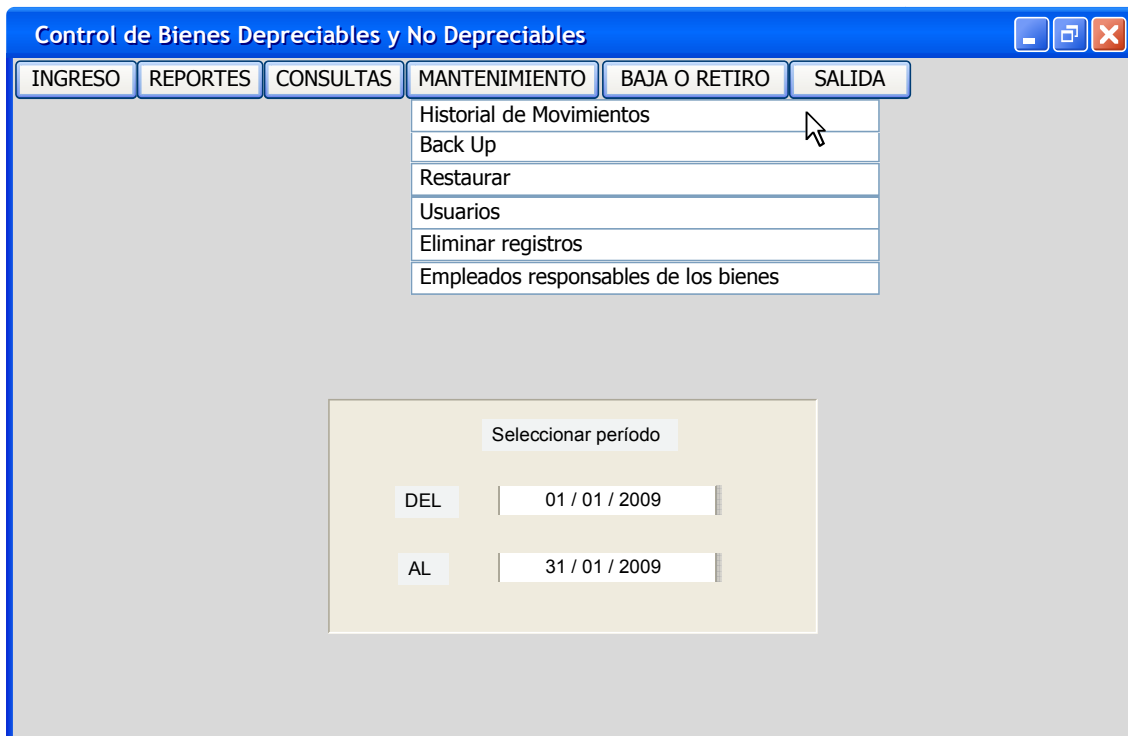 Control de Bienes Depreciables y No Depreciables
INGRESO REPORTES CONSULTAS MANTENIMIENTO BAJA O RETIRO SALIDA
Historial de Movimientos
Back Up
Restaurar
Usuarios
Eliminar registros
Empleados responsables de los bienes
Seleccionar período
DEL 01 / 01 / 2009
AL 31 / 01 / 2009